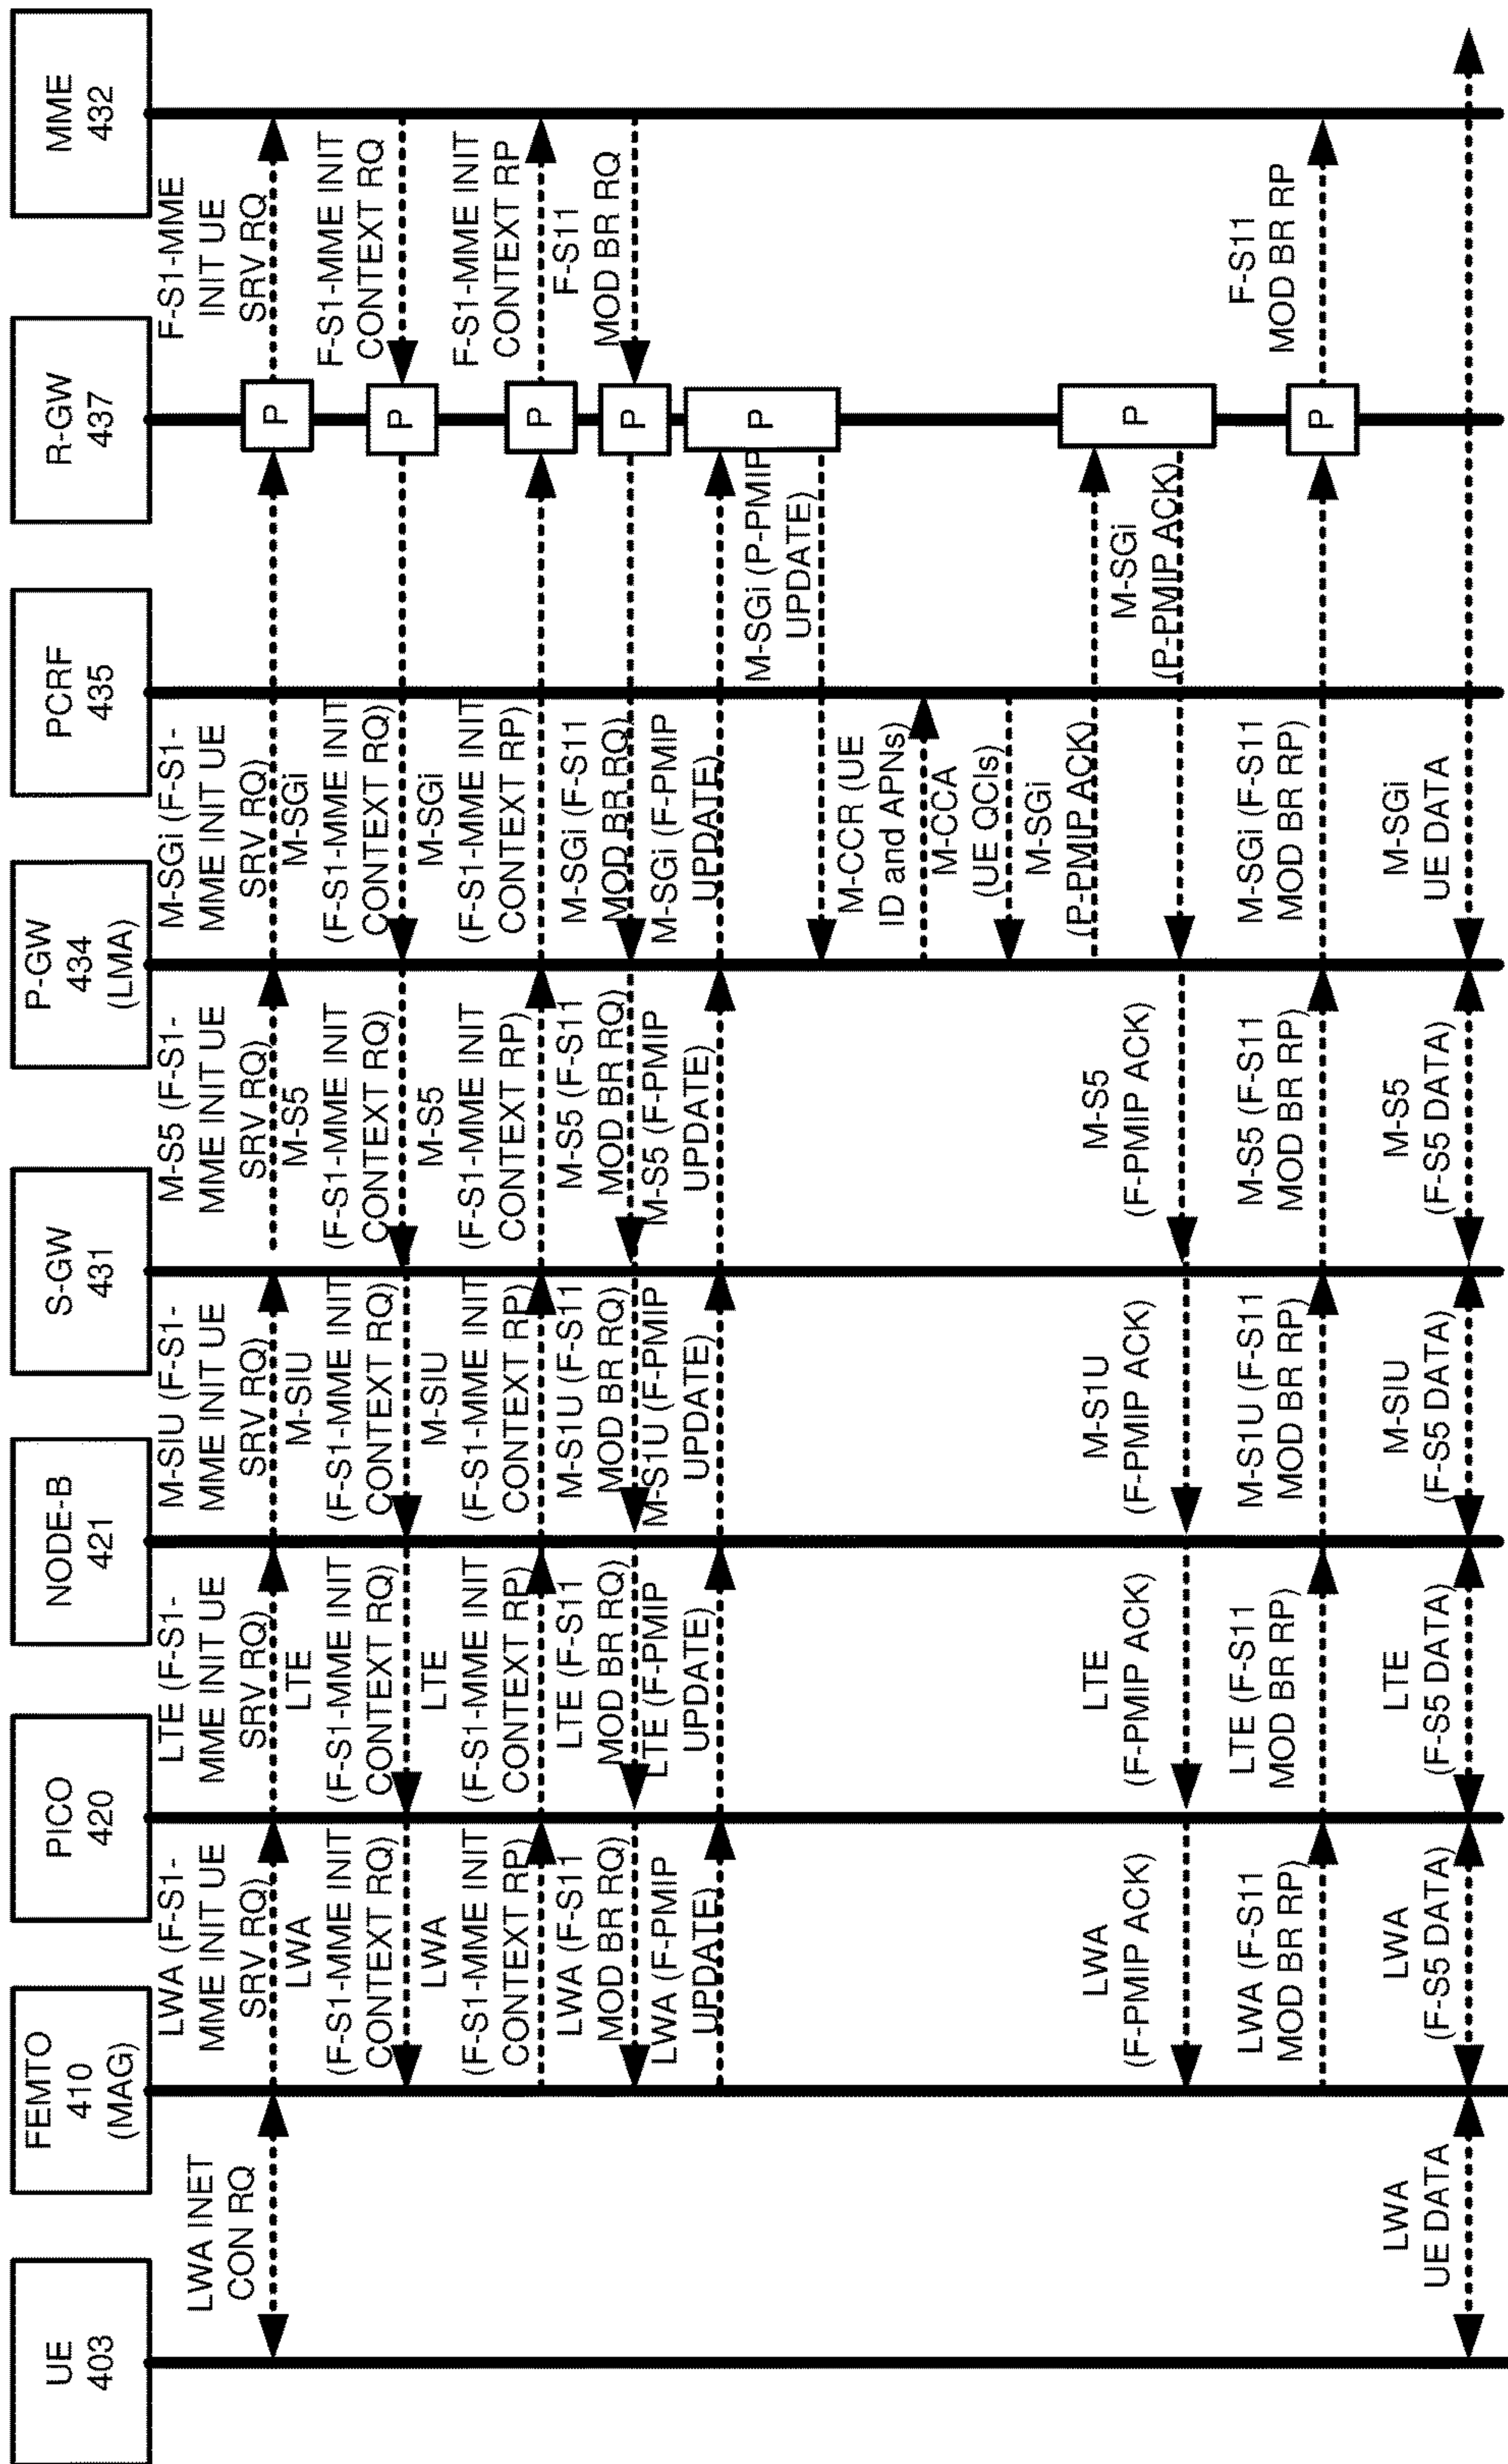 UE
403
FEMTO
410
(MAG)
PICO
420
NODE-B
421
S-GW
431
P-GW
434
(LMA)
PCRF
435
R-GW
437
MME
432
LWA INET
CON RQ
LWA (F-S1-
MME INIT UE
SRV RQ)
LTE (F-S1-
MME INIT UE
SRV RQ)
M-SIU (F-S1-
MME INIT UE
SRV RQ)
M-S5 (F-S1-
MME INIT UE
SRV RQ)
M-SGi (F-S1-
MME INIT UE
SRV RQ)
P
F-S1-MME
INIT UE
SRV RQ
LWA
(F-S1-MME INIT
CONTEXT RQ)
LTE
(F-S1-MME INIT
CONTEXT RQ)
M-SIU
(F-S1-MME INIT
CONTEXT RQ)
M-S5
(F-S1-MME INIT
CONTEXT RQ)
M-SGi
(F-S1-MME INIT
CONTEXT RQ)
P
F-S1-MME INIT
CONTEXT RQ
LWA
(F-S1-MME INIT
CONTEXT RP)
LTE
(F-S1-MME INIT
CONTEXT RP)
M-SIU
(F-S1-MME INIT
CONTEXT RP)
M-S5
(F-S1-MME INIT
CONTEXT RP)
M-SGi
(F-S1-MME INIT
CONTEXT RP)
P
F-S1-MME INIT
CONTEXT RP
LWA (F-S11
MOD BR RQ)
LTE (F-S11
MOD BR RQ)
M-S1U (F-S11
MOD BR RQ)
M-S5 (F-S11
MOD BR RQ)
M-SGi (F-S11
MOD BR RQ)
P
F-S11
MOD BR RQ
LWA (F-PMIP
UPDATE)
LTE (F-PMIP
UPDATE)
M-S1U (F-PMIP
UPDATE)
M-S5 (F-PMIP
UPDATE)
M-SGi (F-PMIP
UPDATE)
P
M-SGi (P-PMIP
UPDATE)
M-CCR (UE
ID and APNs)
M-CCA
(UE QCIs)
M-SGi
(P-PMIP ACK)
P
LWA
(F-PMIP ACK)
LTE
(F-PMIP ACK)
M-S1U
(F-PMIP ACK)
M-S5
(F-PMIP ACK)
M-SGi
(P-PMIP ACK)
LWA (F-S11
MOD BR RP)
LTE (F-S11
MOD BR RP)
M-S1U (F-S11
MOD BR RP)
M-S5 (F-S11
MOD BR RP)
M-SGi (F-S11
MOD BR RP)
P
F-S11
MOD BR RP
LWA
UE DATA
LWA
(F-S5 DATA)
LTE
(F-S5 DATA)
M-SIU
(F-S5 DATA)
M-S5
(F-S5 DATA)
M-SGi
UE DATA